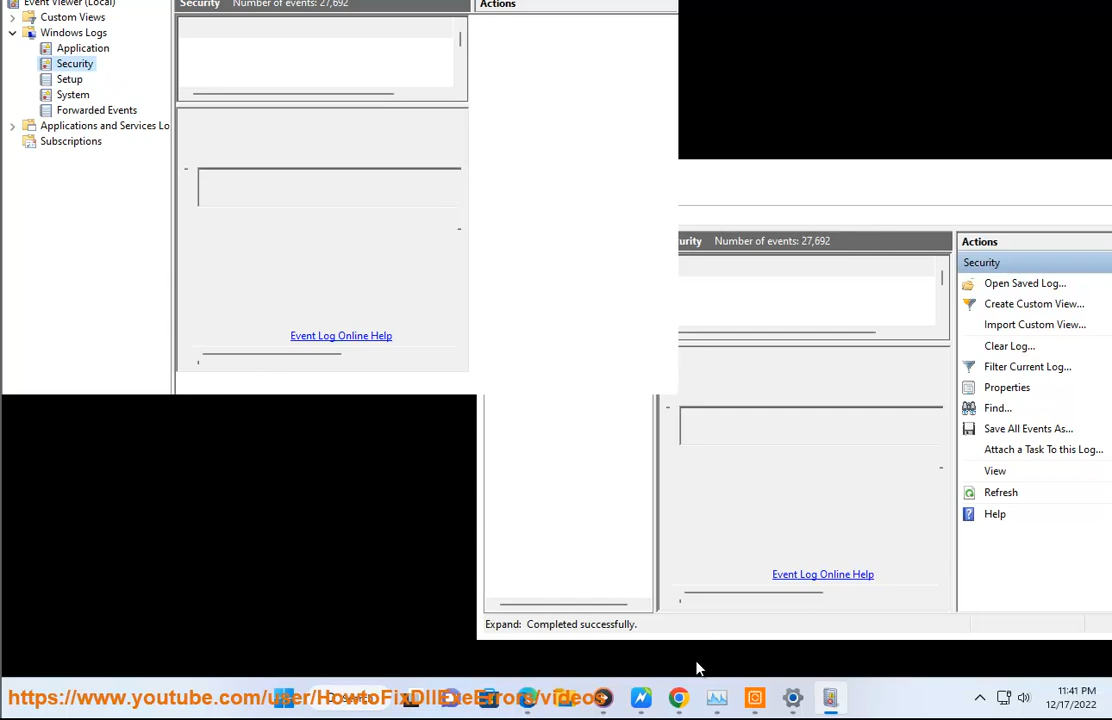 Event Viewer (Local)
Custom Views
Windows Logs
Application
Security
Setup
System
Forwarded Events
Applications and Services Lo
Subscriptions
Security Number of events: 27,692
Event Log Online Help
Actions
urity Number of events: 27,692
Event Log Online Help
Actions
Security
Open Saved Log...
Create Custom View...
Import Custom View...
Clear Log...
Filter Current Log...
Properties
Find...
Save All Events As...
Attach a Task To this Log...
View
Refresh
Help
Expand: Completed successfully.
https://www.youtube.com/user/HowtoFixDllExeErrors/videos
11:41 PM
12/17/2022